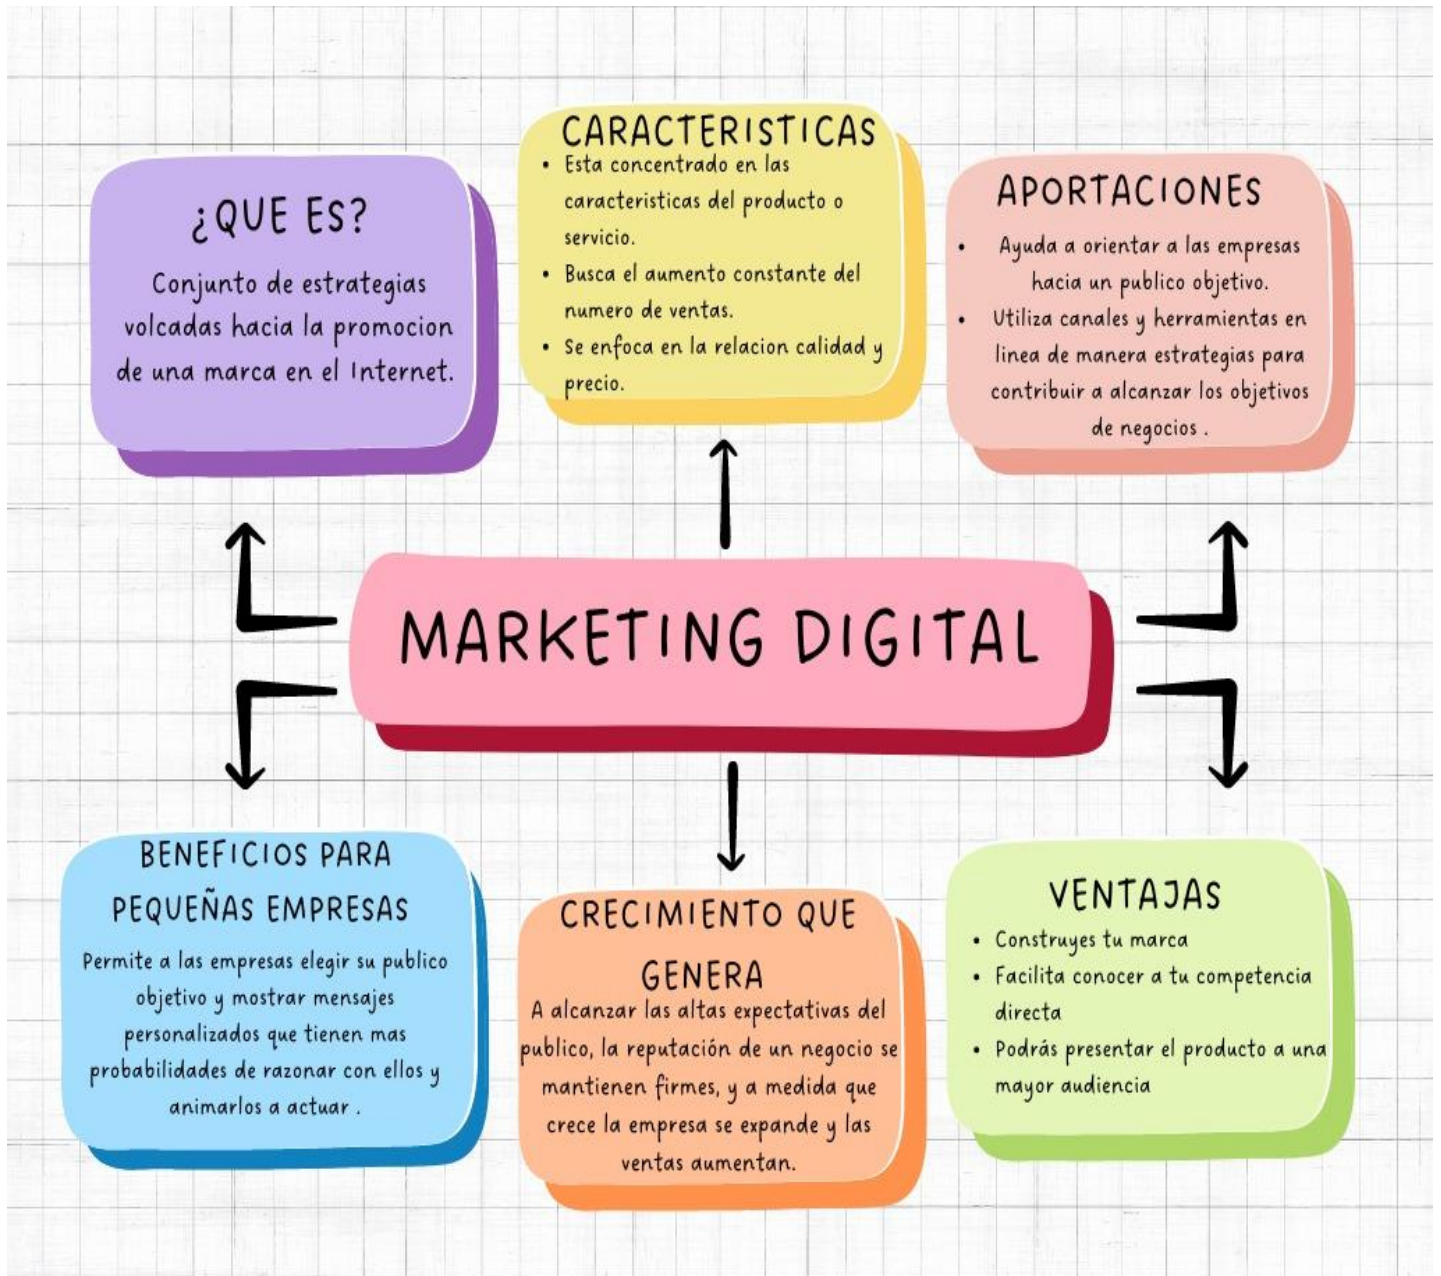 ¿QUE ES?
Conjunto de estrategias
volcadas hacia la promocion
de una marca en el Internet.
CARACTERISTICAS
• Esta concentrado en las
caracteristicas del producto o
servicio.
• Busca el aumento constante del
numero de ventas.
• Se enfoca en la relacion calidad y
precio.
APORTACIONES
• Ayuda a orientar a las empresas
hacia un publico objetivo.
• Utiliza canales y herramientas en
linea de manera estrategias para
contribuir a alcanzar los objetivos
de negocios .
MARKETING DIGITAL
BENEFICIOS PARA
PEQUEÑAS EMPRESAS
Permite a las empresas elegir su publico
objetivo y mostrar mensajes
personalizados que tienen mas
probabilidades de razonar con ellos y
animarlos a actuar .
CRECIMIENTO QUE
GENERA
A alcanzar las altas expectativas del
publico, la reputación de un negocio se
mantienen firmes, y a medida que
crece la empresa se expande y las
ventas aumentan.
VENTAJAS
• Construyes tu marca
• Facilita conocer a tu competencia
directa
• Podrás presentar el producto a una
mayor audiencia